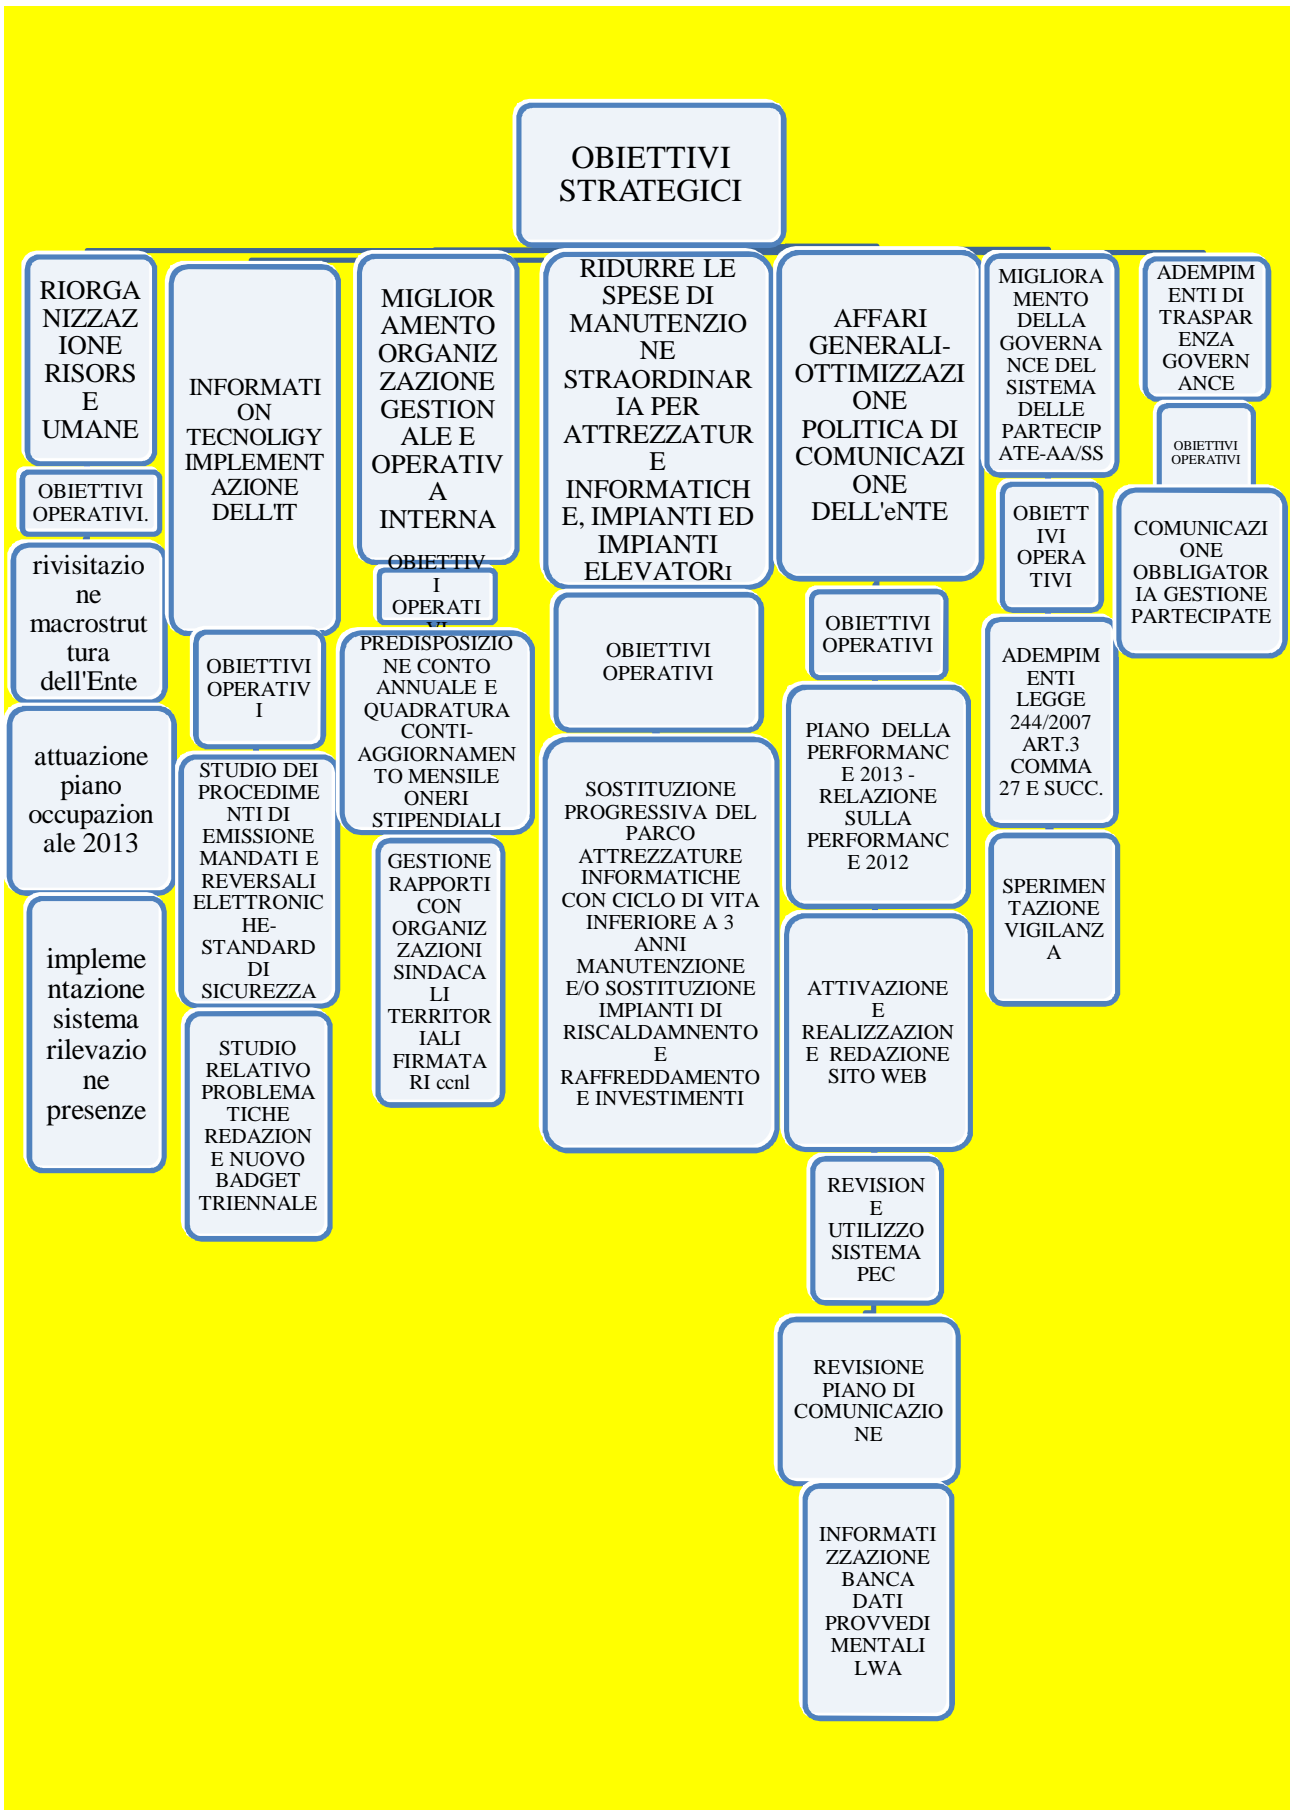 OBIETTIVI
STRATEGICI
RIORGA
NIZZAZ
IONE
RISORS
E
UMANE
OBIETTIVI
OPERATIVI.
rivisitazio
ne
macrostrut
tura
dell'Ente
attuazione
piano
occupazion
ale 2013
impleme
ntazione
sistema
rilevazio
ne
presenze
INFORMATI
ON
TECNOLIGY
IMPLEMENT
AZIONE
DELL'IT
OBIETTIVI
OPERATIV
I
STUDIO DEI
PROCEDIME
NTI DI
EMISSIONE
MANDATI E
REVERSALI
ELETTRONIC
HE-
STANDARD
DI
SICUREZZA
STUDIO
RELATIVO
PROBLEMA
TICHE
REDAZION
E NUOVO
BADGET
TRIENNALE
MIGLIOR
AMENTO
ORGANIZ
ZAZIONE
GESTION
ALE E
OPERATIV
A
INTERNA
OBIETTIV
I
OPERATI
VI
PREDISPOSIZIO
NE CONTO
ANNUALE E
QUADRATURA
CONTI-
AGGIORNAMEN
TO MENSILE
ONERI
STIPENDIALI
GESTIONE
RAPPORTI
CON
ORGANIZ
ZAZIONI
SINDACA
LI
TERRITOR
IALI
FIRMATA
RI ccnl
RIDURRE LE
SPESE DI
MANUTENZIO
NE
STRAORDINAR
IA PER
ATTREZZATUR
E
INFORMATICH
E, IMPIANTI ED
IMPIANTI
ELEVATORI
OBIETTIVI
OPERATIVI
SOSTITUZIONE
PROGRESSIVA DEL
PARCO
ATTREZZATURE
INFORMATICHE
CON CICLO DI VITA
INFERIORE A 3
ANNI
MANUTENZIONE
E/O SOSTITUZIONE
IMPIANTI DI
RISCALDAMNENTO
E
RAFFREDDAMENTO
E INVESTIMENTI
AFFARI
GENERALI-
OTTIMIZZAZI
ONE
POLITICA DI
COMUNICAZI
ONE
DELL'eNTE
OBIETTIVI
OPERATIVI
PIANO DELLA
PERFORMANC
E 2013 -
RELAZIONE
SULLA
PERFORMANC
E 2012
ATTIVAZIONE
E
REALIZZAZION
E REDAZIONE
SITO WEB
REVISION
E
UTILIZZO
SISTEMA
PEC
REVISIONE
PIANO DI
COMUNICAZIO
NE
INFORMATI
ZZAZIONE
BANCA
DATI
PROVVEDI
MENTALI
LWA
MIGLIORA
MENTO
DELLA
GOVERNA
NCE DEL
SISTEMA
DELLE
PARTECIP
ATE-AA/SS
OBIETT
IVI
OPERA
TIVI
ADEMPIM
ENTI
LEGGE
244/2007
ART.3
COMMA
27 E SUCC.
SPERIMEN
TAZIONE
VIGILANZ
A
ADEMPIM
ENTI DI
TRASPAR
ENZA
GOVERN
ANCE
OBIETTIVI
OPERATIVI
COMUNICAZI
ONE
OBBLIGATOR
IA GESTIONE
PARTECIPATE